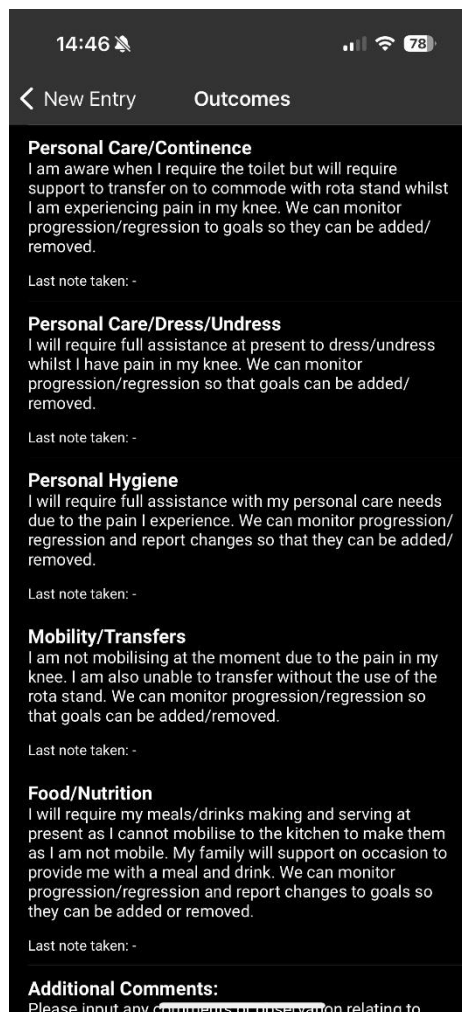 14:46
78
New Entry
Outcomes
Personal Care/Continence
I am aware when I require the toilet but will require
support to transfer on to commode with rota stand whilst
I am experiencing pain in my knee. We can monitor
progression/regression to goals so they can be added/
removed.
Last note taken: -
Personal Care/Dress/Undress
I will require full assistance at present to dress/undress
whilst I have pain in my knee. We can monitor
progression/regression so that goals can be added/
removed.
Last note taken: -
Personal Hygiene
I will require full assistance with my personal care needs
due to the pain I experience. We can monitor progression/
regression and report changes so that they can be added/
removed.
Last note taken: -
Mobility/Transfers
I am not mobilising at the moment due to the pain in my
knee. I am also unable to transfer without the use of the
rota stand. We can monitor progression/regression so
that goals can be added/removed.
Last note taken: -
Food/Nutrition
I will require my meals/drinks making and serving at
present as I cannot mobilise to the kitchen to make them
as I am not mobile. My family will support on occasion to
provide me with a meal and drink. We can monitor
progression/regression and report changes to goals so
they can be added or removed.
Last note taken: -
Additional Comments:
Please input any comments or observation relating to